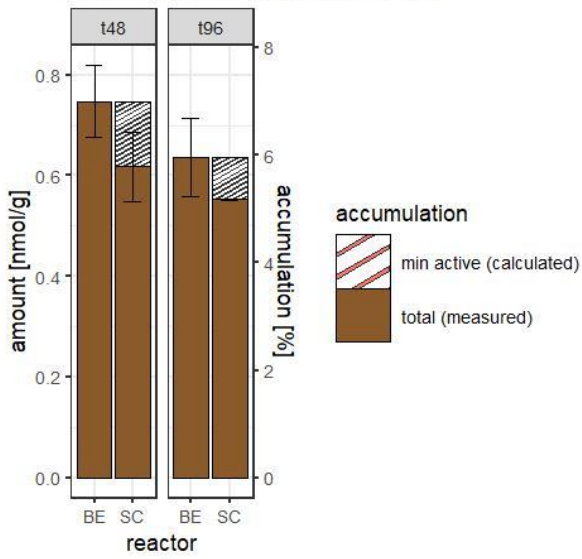 t48
t96
0.8
0.6
0.4
0.2
0.0
amount [nmol/g]
8
6
4
2
0
accumulation [%]
BE SC BE SC
reactor
accumulation
min active (calculated)
total (measured)